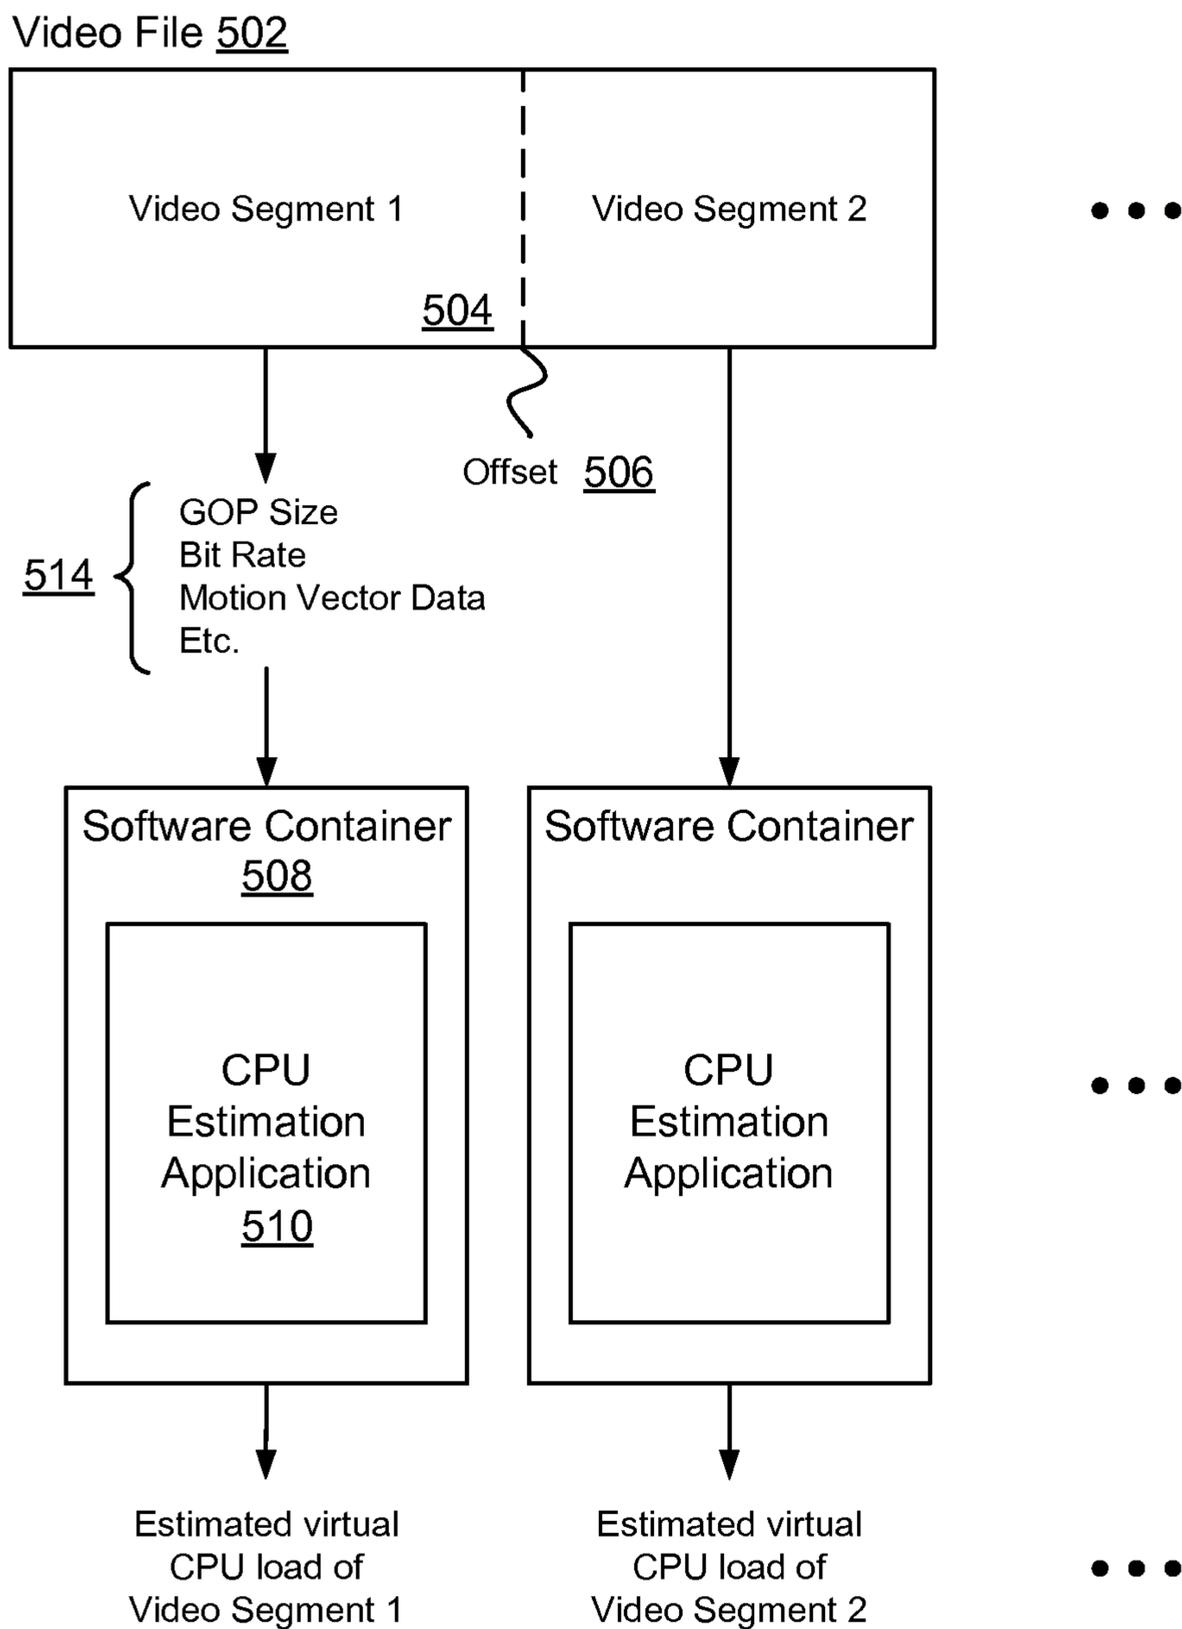 Video File 502
Video Segment 1
Video Segment 2
504
Offset 506
514
GOP Size
Bit Rate
Motion Vector Data
Etc.
Software Container
508
CPU
Estimation
Application
510
Software Container
CPU
Estimation
Application
Estimated virtual
CPU load of
Video Segment 1
Estimated virtual
CPU load of
Video Segment 2